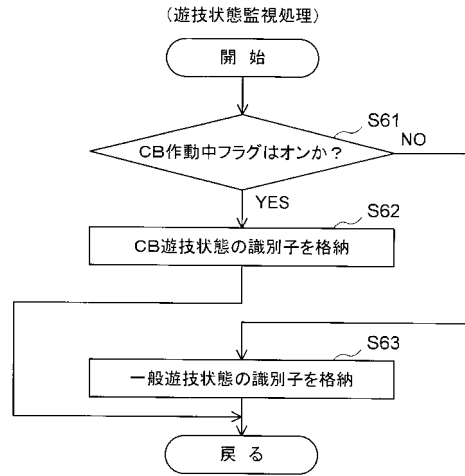 (遊技状態監視処理)
開 始
S61
CB作動中フラグはオンか？
NO
YES
S62
CB遊技状態の識別子を格納
S63
一般遊技状態の識別子を格納
戻 る